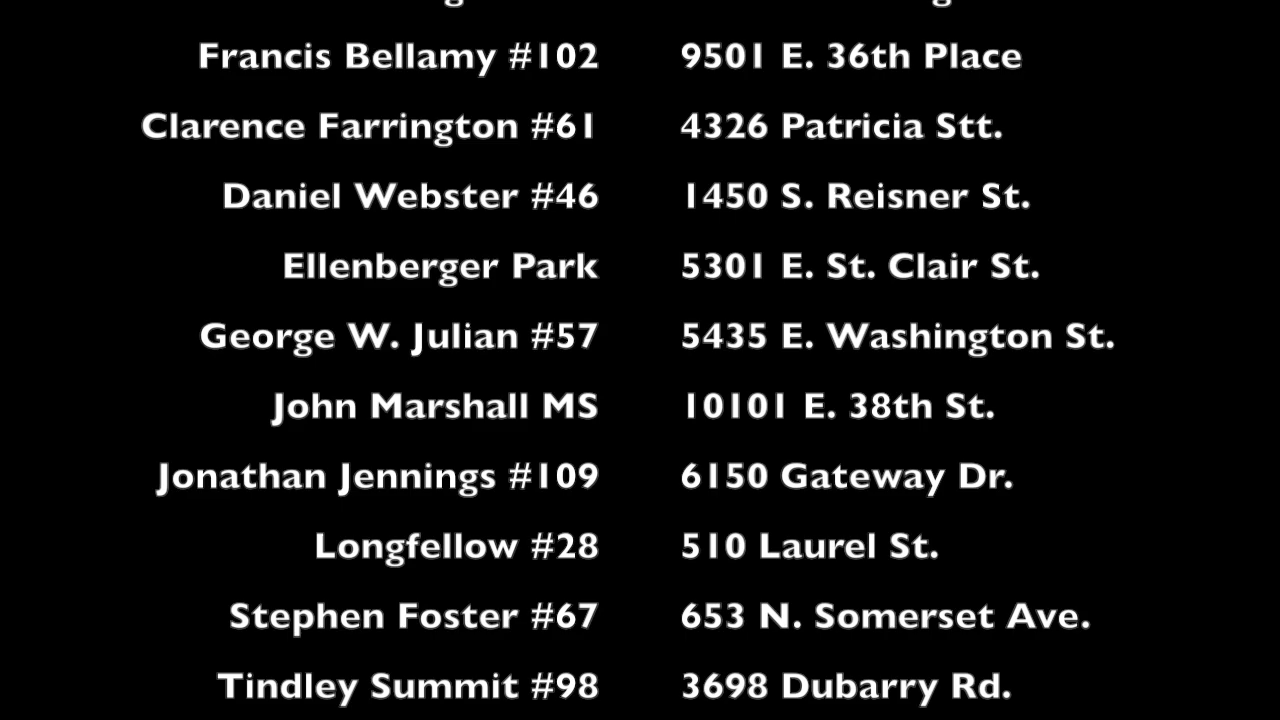 Francis Bellamy #102 9501 E. 36th Place
Clarence Farrington #61 4326 Patricia Stt.
Daniel Webster #46 1450 S. Reisner St.
Ellenberger Park 5301 E. St. Clair St.
George W. Julian #57 5435 E. Washington St.
John Marshall MS 10101 E. 38th St.
Jonathan Jennings #109 6150 Gateway Dr.
Longfellow #28 510 Laurel St.
Stephen Foster #67 653 N. Somerset Ave.
Tindley Summit #98 3698 Dubarry Rd.